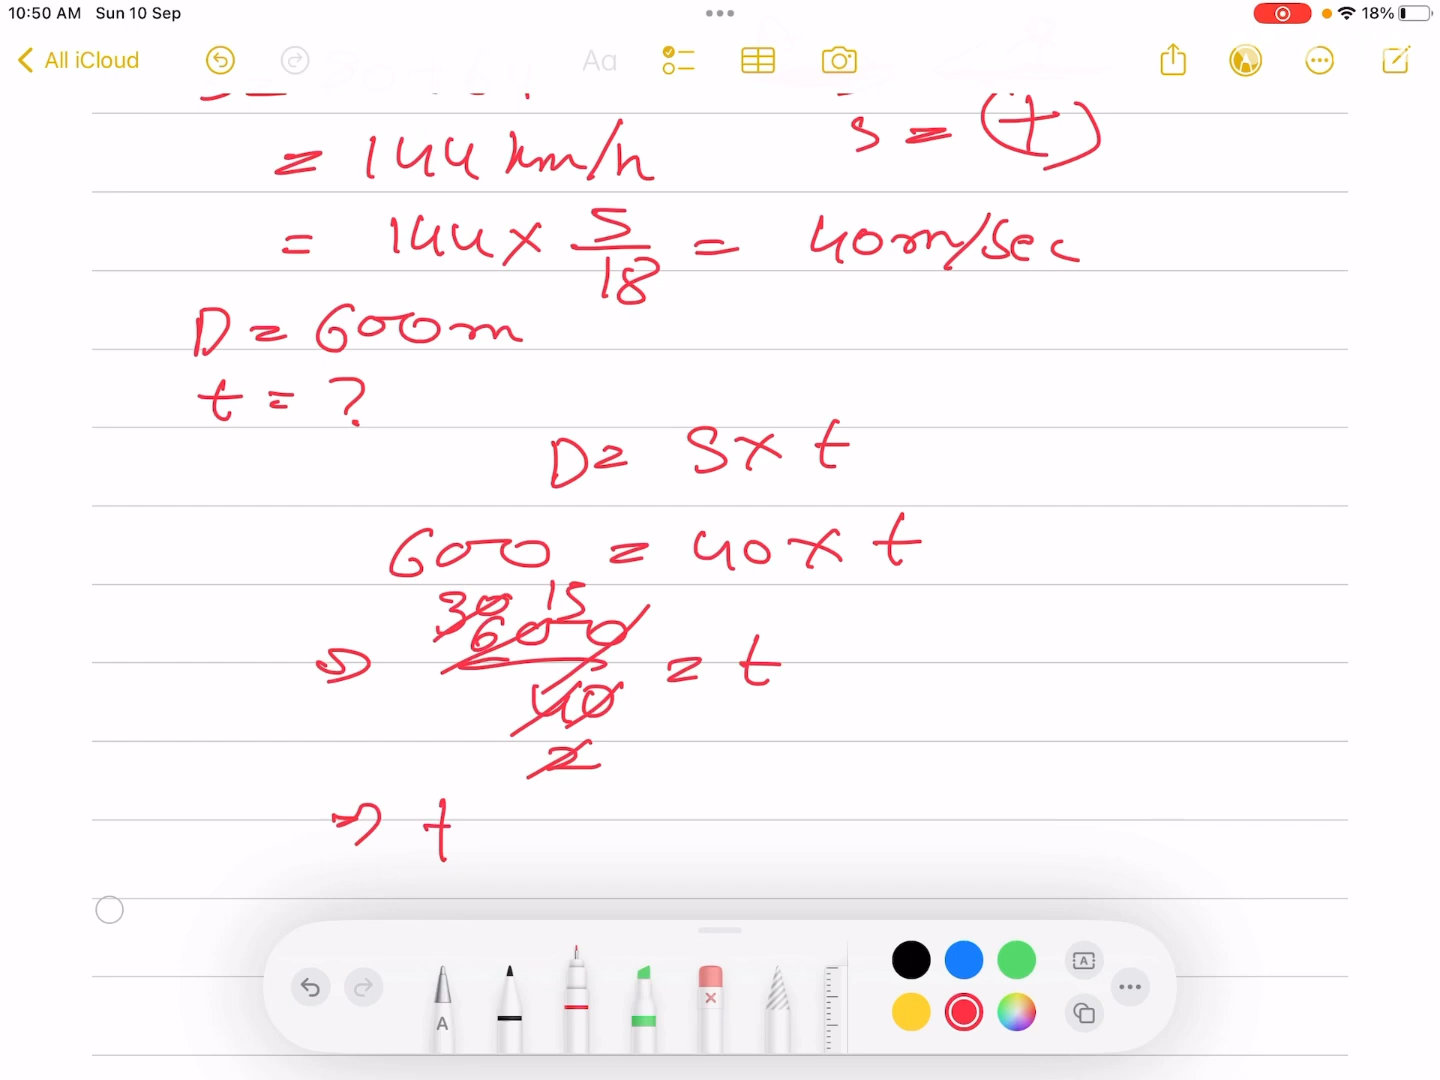 10:50 AM Sun 10 Sep 18%
All iCloud Aa
= 144 km/h s = (+)
= 144 × 5/18 = 40m/sec
D = 600m
t = ?
D = S × t
600 = 40 × t
30 15
⇒ 600/40 = t
2
⇒ t
A A